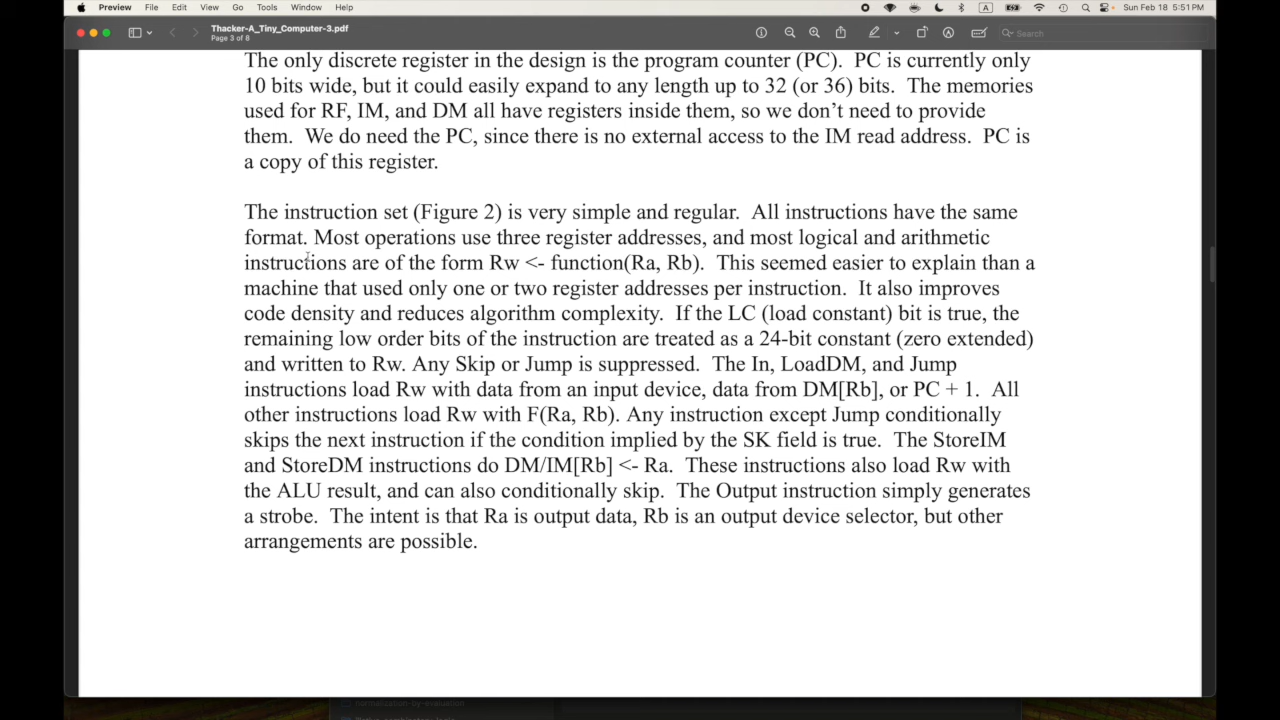 Preview File Edit View Go Tools Window Help A Sun Feb 18 5:51 PM
Thacker-A_Tiny_Computer-3.pdf
Page 3 of 8
Search
The only discrete register in the design is the program counter (PC).  PC is currently only
10 bits wide, but it could easily expand to any length up to 32 (or 36) bits.  The memories
used for RF, IM, and DM all have registers inside them, so we don’t need to provide
them.  We do need the PC, since there is no external access to the IM read address.  PC is
a copy of this register.
The instruction set (Figure 2) is very simple and regular.  All instructions have the same
format. Most operations use three register addresses, and most logical and arithmetic
instructions are of the form Rw <- function(Ra, Rb).  This seemed easier to explain than a
machine that used only one or two register addresses per instruction.  It also improves
code density and reduces algorithm complexity.  If the LC (load constant) bit is true, the
remaining low order bits of the instruction are treated as a 24-bit constant (zero extended)
and written to Rw. Any Skip or Jump is suppressed.  The In, LoadDM, and Jump
instructions load Rw with data from an input device, data from DM[Rb], or PC + 1.  All
other instructions load Rw with F(Ra, Rb). Any instruction except Jump conditionally
skips the next instruction if the condition implied by the SK field is true.  The StoreIM
and StoreDM instructions do DM/IM[Rb] <- Ra.  These instructions also load Rw with
the ALU result, and can also conditionally skip.  The Output instruction simply generates
a strobe.  The intent is that Ra is output data, Rb is an output device selector, but other
arrangements are possible.